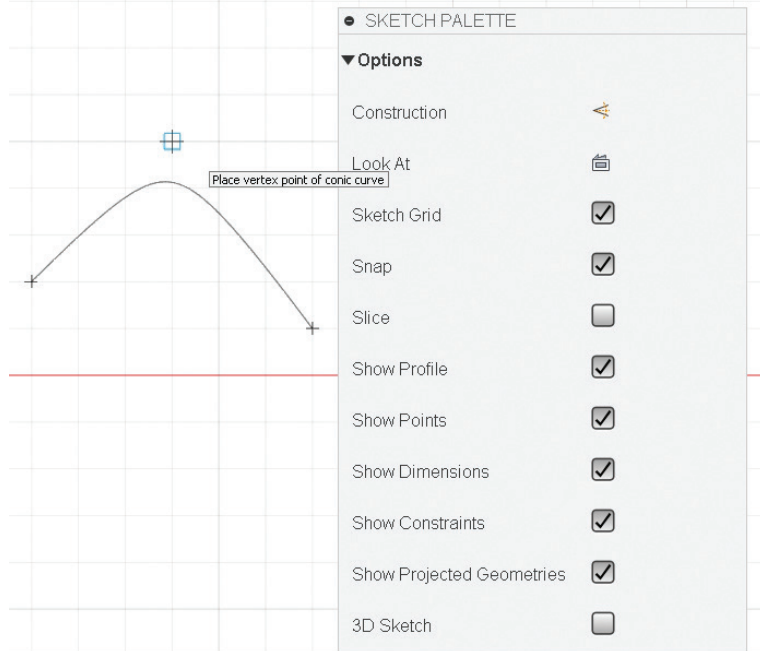 SKETCH PALETTE
Options
Construction
Look At
Place vertex point of conic curve
Sketch Grid
Snap
Slice
Show Profile
Show Points
Show Dimensions
Show Constraints
Show Projected Geometries
3D Sketch